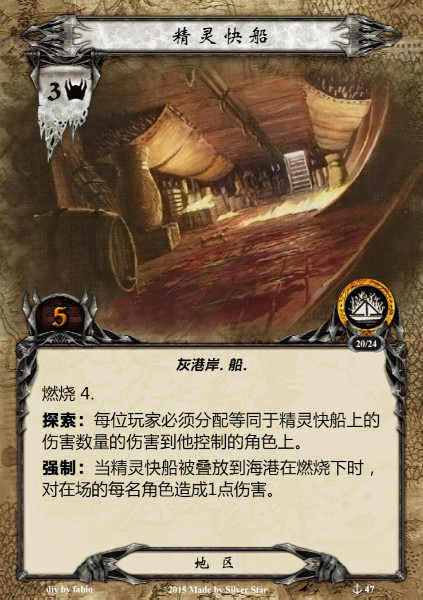 精灵快船
3
5
20/24
灰港岸. 船.
燃烧 4.
探索：每位玩家必须分配等同于精灵快船上的
伤害数量的伤害到他控制的角色上。
强制：当精灵快船被叠放到海港在燃烧下时，
对在场的每名角色造成1点伤害。
地区
diy by fabio
2015 Made by Silver Star
47